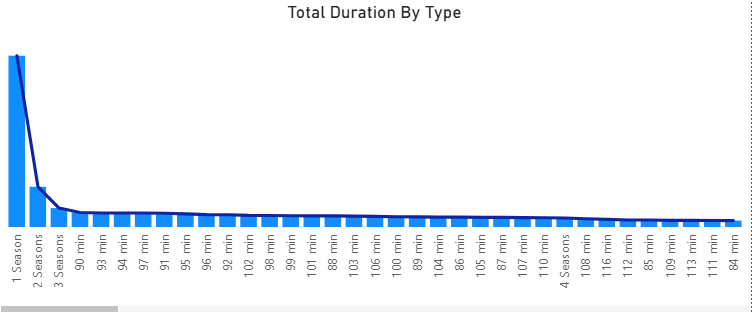 Total Duration By Type
1 Season
2 Seasons
3 Seasons
90 min
93 min
94 min
97 min
91 min
95 min
96 min
92 min
102 min
98 min
99 min
101 min
88 min
103 min
106 min
100 min
89 min
104 min
86 min
105 min
87 min
107 min
110 min
4 Seasons
108 min
116 min
112 min
85 min
109 min
113 min
111 min
84 min